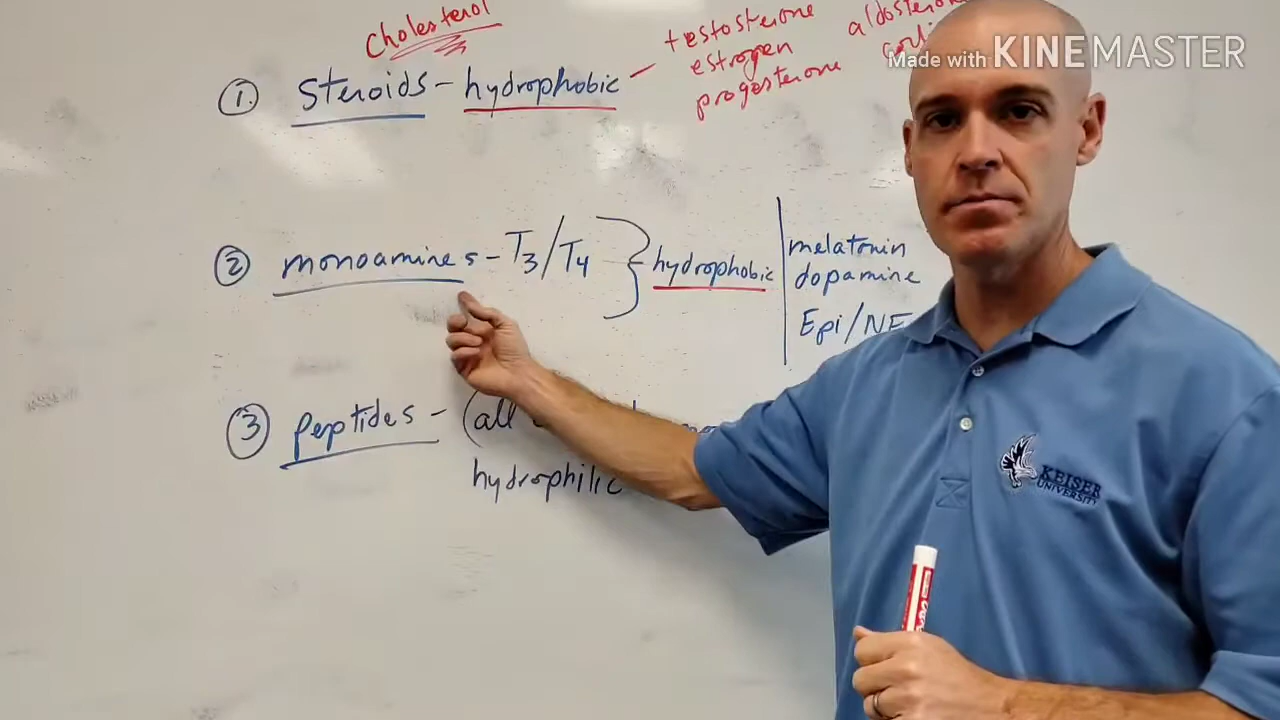 cholesterol
① steroids - hydrophobic - testosterone
estrogen
progesterone
Made with KINEMASTER
② monoamines - T3/T4 } hydrophobic | melatonin
dopamine
Epi/NE
③ peptides - (all
hydrophilic
KEISER
UNIVERSITY